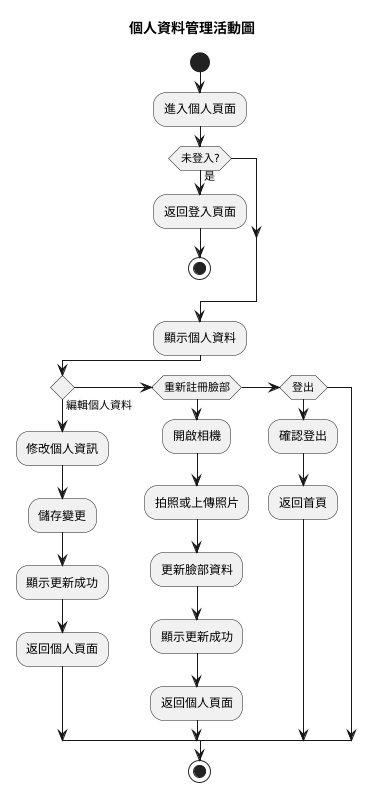 個人資料管理活動圖
進入個人頁面
未登入?
是
返回登入頁面
顯示個人資料
編輯個人資料
重新註冊臉部
登出
修改個人資訊
開啟相機
確認登出
儲存變更
拍照或上傳照片
返回首頁
顯示更新成功
更新臉部資料
返回個人頁面
顯示更新成功
返回個人頁面